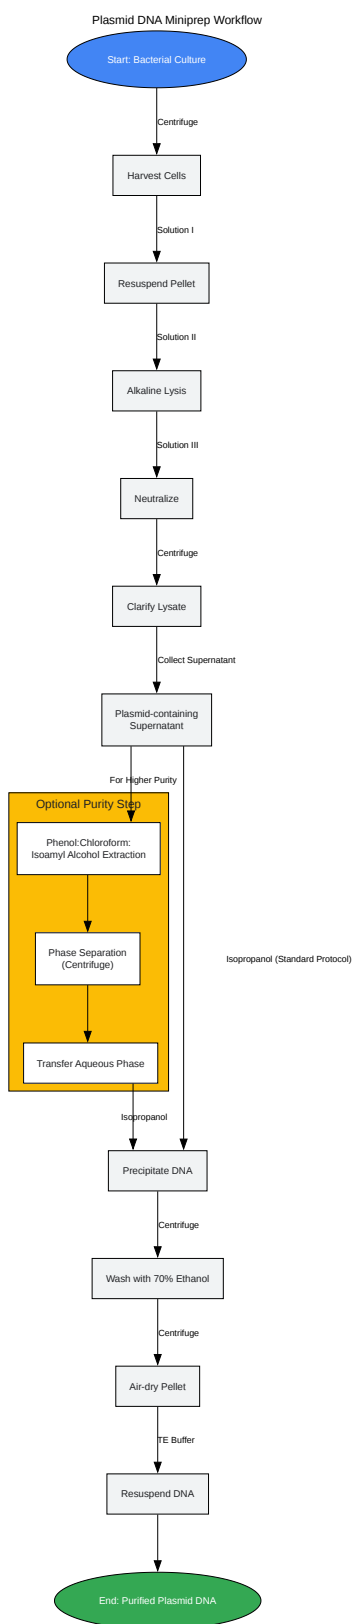 Plasmid DNA Miniprep Workflow
Start: Bacterial Culture
Centrifuge
Harvest Cells
Solution I
Resuspend Pellet
Solution II
Alkaline Lysis
Solution III
Neutralize
Centrifuge
Clarify Lysate
Collect Supernatant
Plasmid-containing
Supernatant
For Higher Purity
Optional Purity Step
Phenol:Chloroform:
Isoamyl Alcohol Extraction
Phase Separation
(Centrifuge)
Isopropanol (Standard Protocol)
Transfer Aqueous Phase
Isopropanol
Precipitate DNA
Centrifuge
Wash with 70% Ethanol
Centrifuge
Air-dry Pellet
TE Buffer
Resuspend DNA
End: Purified Plasmid DNA